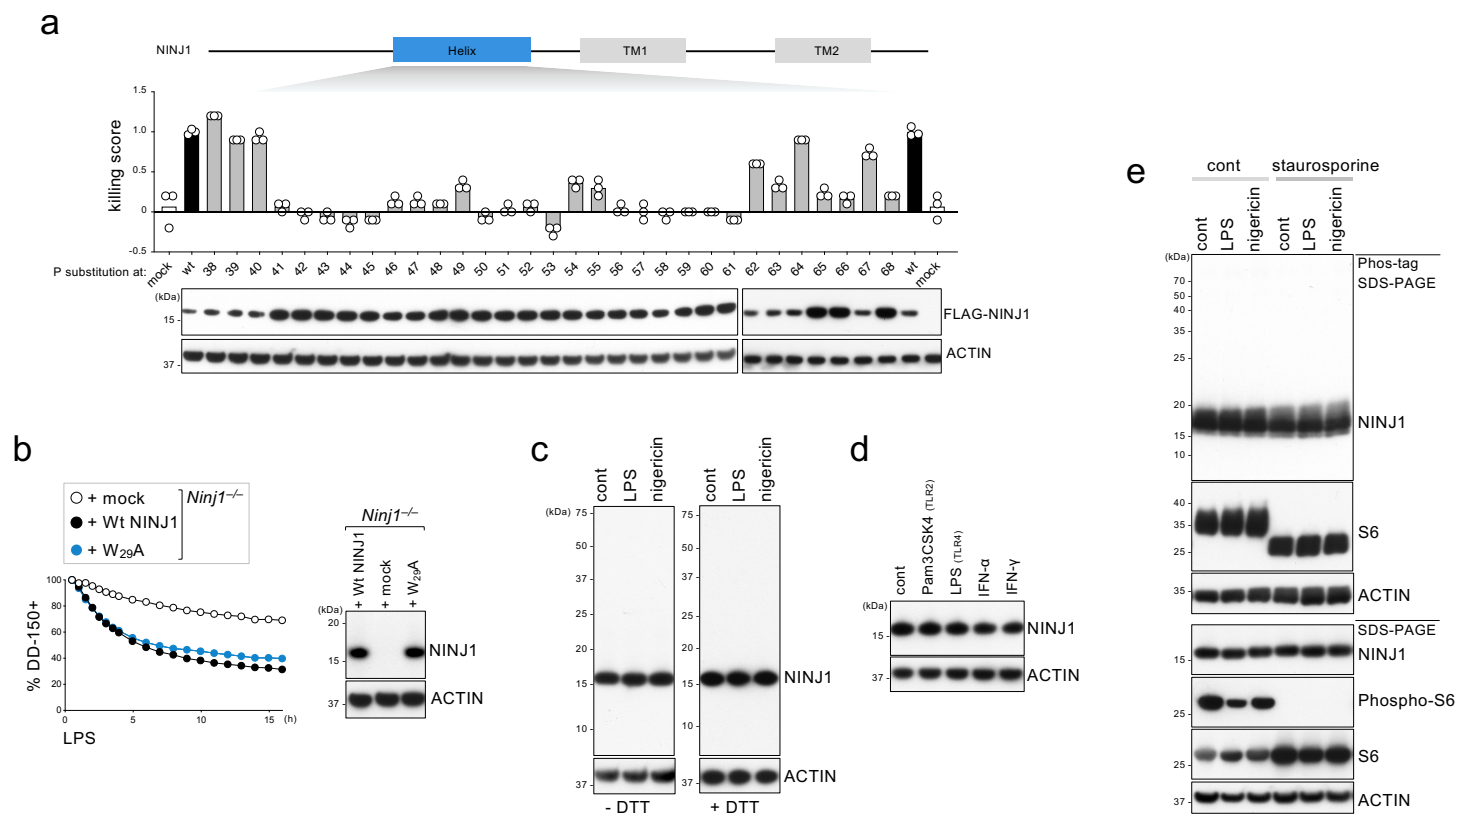 a
NINJ1
Helix
TM1
TM2
killing score
1.5
1.0
0.5
0
-0.5
P substitution at:
mock wt 38 39 40 41 42 43 44 45 46 47 48 49 50 51 52 53 54 55 56 57 58 59 60 61 62 63 64 65 66 67 68 wt mock
(kDa)
15
FLAG-NINJ1
37
ACTIN
b
+ mock
+ Wt NINJ1
+ W29A
Ninj1–/–
% DD-150+
100
80
60
40
20
0
0 5 10 15 (h)
LPS
Ninj1–/–
+ Wt NINJ1
+ mock
+ W29A
(kDa)
20
15
NINJ1
37
ACTIN
c
cont LPS nigericin
cont LPS nigericin
(kDa)
75
50
37
25
20
15
10
37
75
50
37
25
20
15
10
37
NINJ1
ACTIN
- DTT
+ DTT
d
cont
Pam3CSK4 (TLR2)
LPS (TLR4)
IFN-α
IFN-γ
(kDa)
15
NINJ1
37
ACTIN
e
cont staurosporine
cont LPS nigericin cont LPS nigericin
(kDa)
Phos-tag
SDS-PAGE
70
50
40
35
25
20
15
10
NINJ1
40
35
25
S6
35
ACTIN
SDS-PAGE
15
NINJ1
25
Phospho-S6
25
S6
37
ACTIN